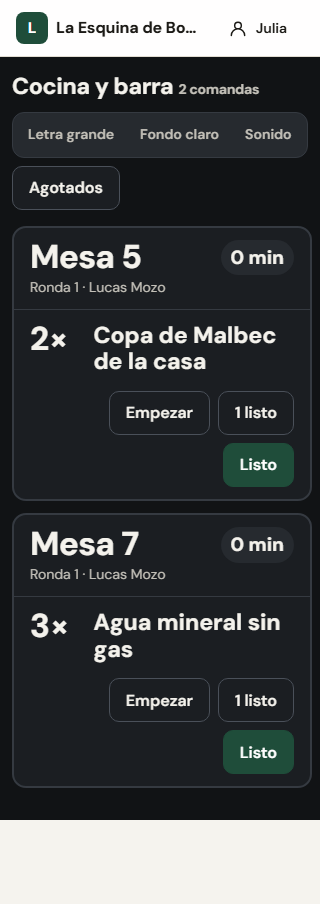 L La Esquina de Bo... Julia
Cocina y barra 2 comandas
Letra grande Fondo claro Sonido
Agotados
Mesa 5 0 min
Ronda 1 · Lucas Mozo
2× Copa de Malbec
de la casa
Empezar 1 listo
Listo
Mesa 7 0 min
Ronda 1 · Lucas Mozo
3× Agua mineral sin
gas
Empezar 1 listo
Listo